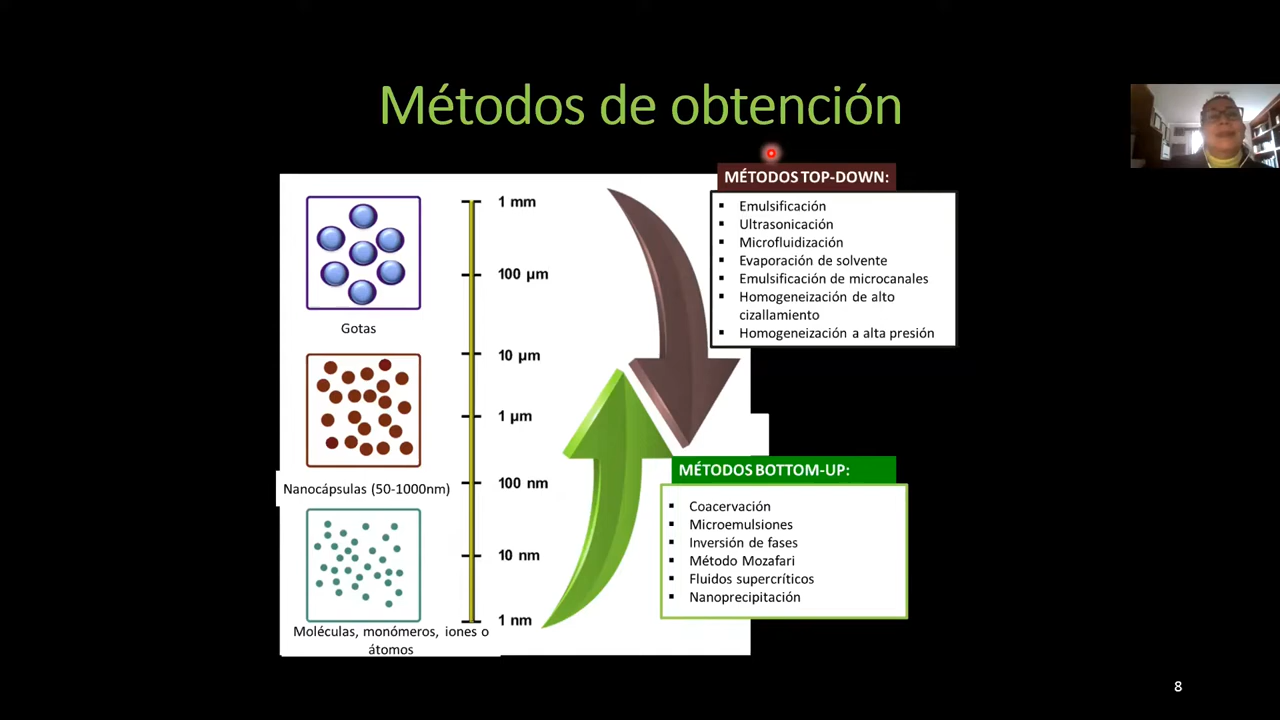 Métodos de obtención
MÉTODOS TOP-DOWN:
Emulsificación
Ultrasonicación
Microfluidización
Evaporación de solvente
Emulsificación de microcanales
Homogeneización de alto
cizallamiento
Homogeneización a alta presión
1 mm
100 µm
Gotas
10 µm
1 µm
Nanocápsulas (50-1000nm)
100 nm
10 nm
1 nm
Moléculas, monómeros, iones o
átomos
MÉTODOS BOTTOM-UP:
Coacervación
Microemulsiones
Inversión de fases
Método Mozafari
Fluidos supercríticos
Nanoprecipitación
8